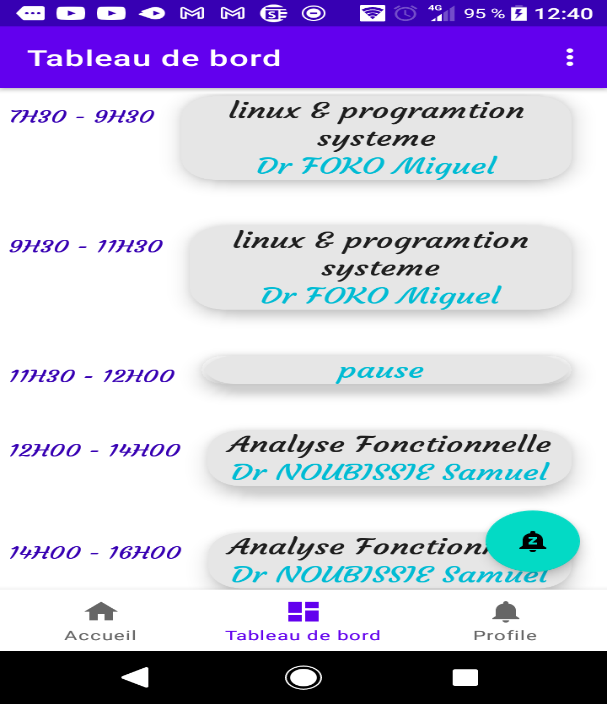 4G 95 % 12:40
Tableau de bord
7H30 - 9H30
linux & programtion
systeme
Dr FOKO Miguel
9H30 - 11H30
linux & programtion
systeme
Dr FOKO Miguel
11H30 - 12H00
pause
12H00 - 14H00
Analyse Fonctionnelle
Dr NOUBISSIE Samuel
14H00 - 16H00
Analyse Fonction
Dr NOUBISSIE Samuel
Accueil
Tableau de bord
Profile